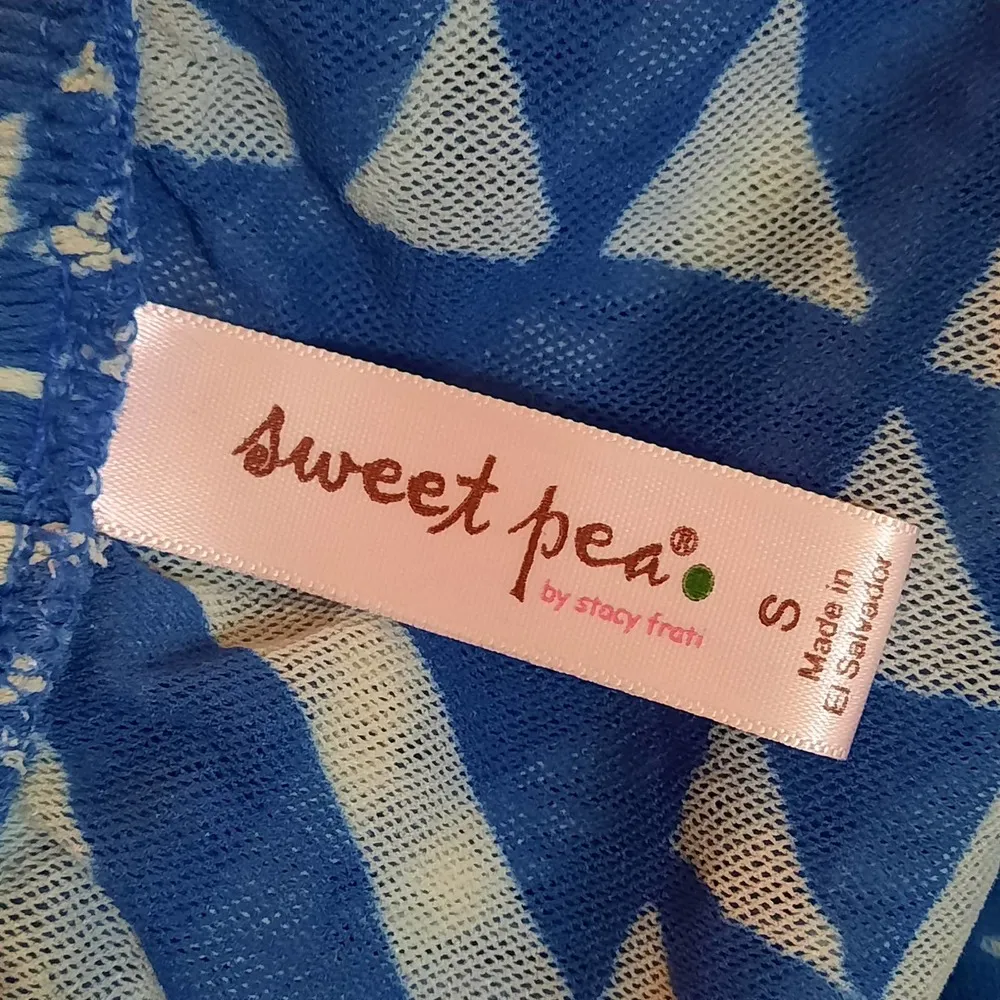 sweet pea®
by stacy frati
S
Made in
El Salvador